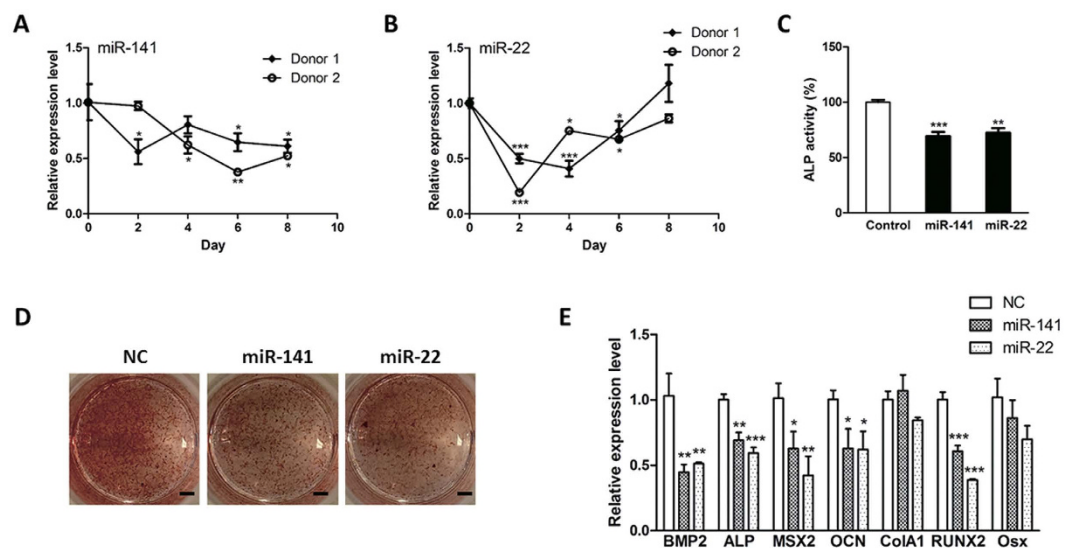 A
miR-141
Donor 1
Donor 2
Relative expression level
1.5
1.0
0.5
0.0
0 2 4 6 8 10
Day
* * * *
* ** *
B
miR-22
Donor 1
Donor 2
Relative expression level
1.5
1.0
0.5
0.0
0 2 4 6 8 10
Day
*** * *
*** *** *
C
ALP activity (%)
150
100
50
0
*** **
Control miR-141 miR-22
D
NC miR-141 miR-22
E
NC
miR-141
miR-22
Relative expression level
1.5
1.0
0.5
0.0
** ** ** *** * ** * * *** ***
BMP2 ALP MSX2 OCN ColA1 RUNX2 Osx